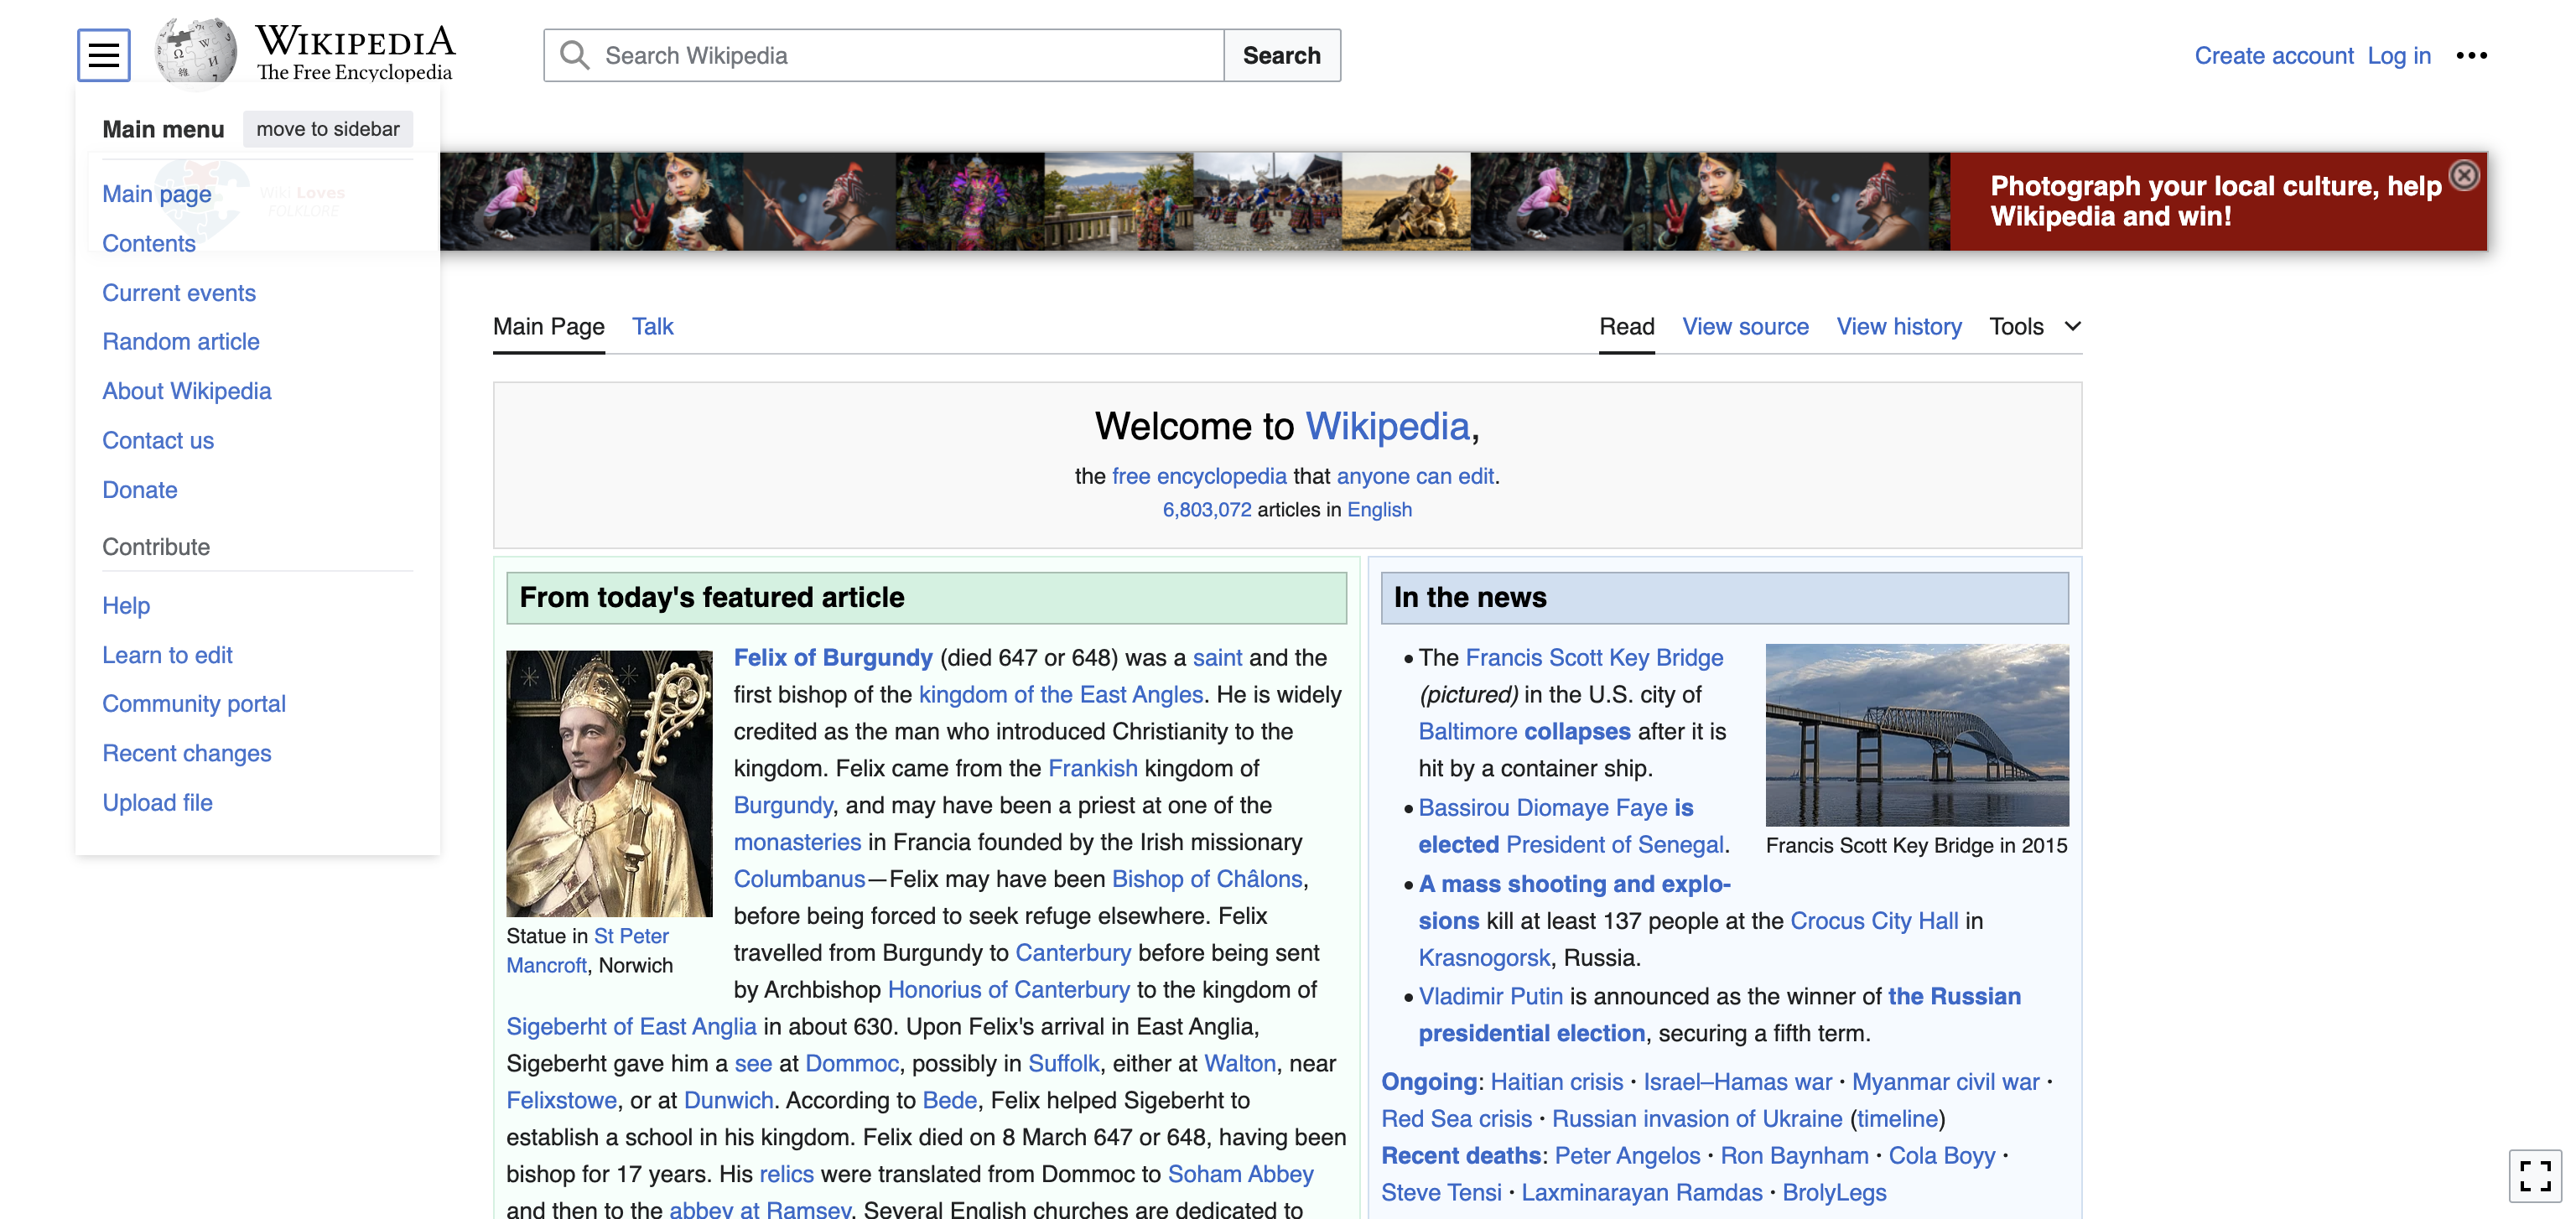 WIKIPEDIA
The Free Encyclopedia
Search Wikipedia
Search
Create account Log in
Main menu
move to sidebar
Main page
Contents
Current events
Random article
About Wikipedia
Contact us
Donate
Contribute
Help
Learn to edit
Community portal
Recent changes
Upload file
Wiki Loves
FOLKLORE
Photograph your local culture, help
Wikipedia and win!
Main Page Talk
Read View source View history Tools
Welcome to Wikipedia,
the free encyclopedia that anyone can edit.
6,803,072 articles in English
From today's featured article
Statue in St Peter
Mancroft, Norwich
Felix of Burgundy (died 647 or 648) was a saint and the
first bishop of the kingdom of the East Angles. He is widely
credited as the man who introduced Christianity to the
kingdom. Felix came from the Frankish kingdom of
Burgundy, and may have been a priest at one of the
monasteries in Francia founded by the Irish missionary
Columbanus—Felix may have been Bishop of Châlons,
before being forced to seek refuge elsewhere. Felix
travelled from Burgundy to Canterbury before being sent
by Archbishop Honorius of Canterbury to the kingdom of
Sigeberht of East Anglia in about 630. Upon Felix's arrival in East Anglia,
Sigeberht gave him a see at Dommoc, possibly in Suffolk, either at Walton, near
Felixstowe, or at Dunwich. According to Bede, Felix helped Sigeberht to
establish a school in his kingdom. Felix died on 8 March 647 or 648, having been
bishop for 17 years. His relics were translated from Dommoc to Soham Abbey
and then to the abbey at Ramsey. Several English churches are dedicated to
In the news
• The Francis Scott Key Bridge
(pictured) in the U.S. city of
Baltimore collapses after it is
hit by a container ship.
• Bassirou Diomaye Faye is
elected President of Senegal.
Francis Scott Key Bridge in 2015
• A mass shooting and explo-
sions kill at least 137 people at the Crocus City Hall in
Krasnogorsk, Russia.
• Vladimir Putin is announced as the winner of the Russian
presidential election, securing a fifth term.
Ongoing: Haitian crisis · Israel–Hamas war · Myanmar civil war ·
Red Sea crisis · Russian invasion of Ukraine (timeline)
Recent deaths: Peter Angelos · Ron Baynham · Cola Boyy ·
Steve Tensi · Laxminarayan Ramdas · BrolyLegs